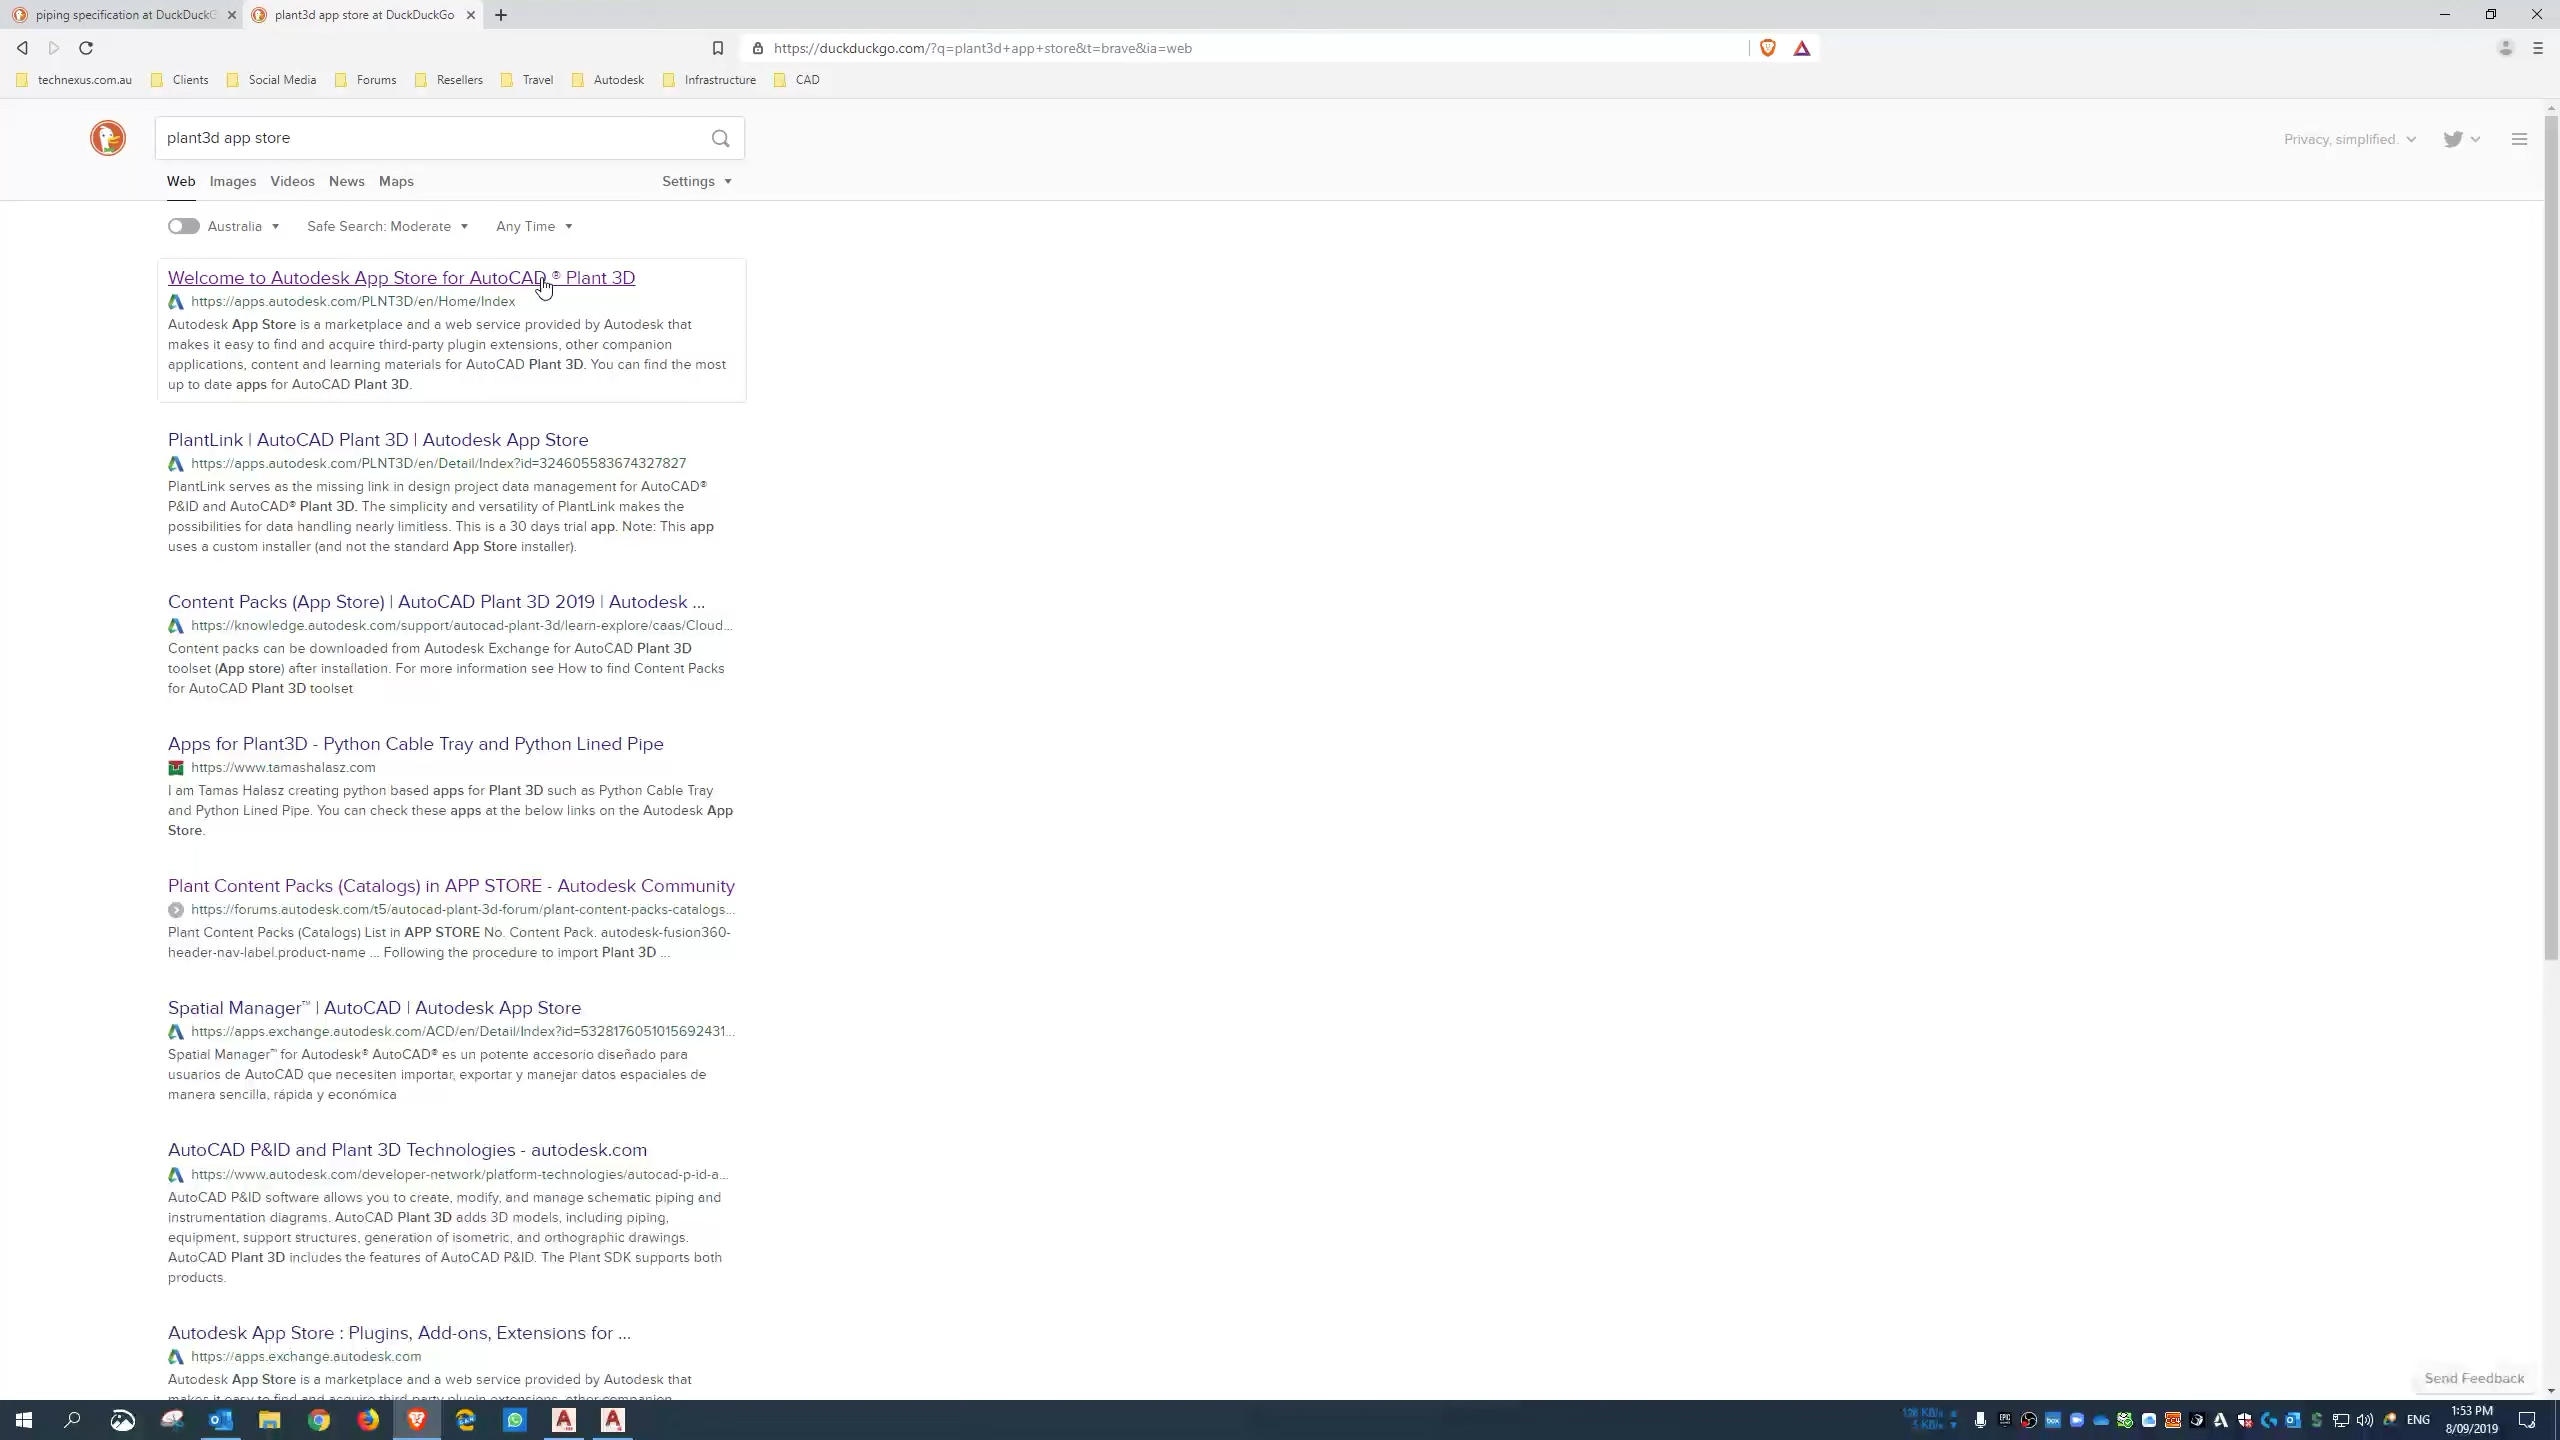 piping specification at DuckDuckG
plant3d app store at DuckDuckGo
https://duckduckgo.com/?q=plant3d+app+store&t=brave&ia=web
technexus.com.au
Clients
Social Media
Forums
Resellers
Travel
Autodesk
Infrastructure
CAD
plant3d app store
Privacy, simplified.
Web
Images
Videos
News
Maps
Settings
Australia
Safe Search: Moderate
Any Time
Welcome to Autodesk App Store for AutoCAD ® Plant 3D
https://apps.autodesk.com/PLNT3D/en/Home/Index
Autodesk App Store is a marketplace and a web service provided by Autodesk that
makes it easy to find and acquire third-party plugin extensions, other companion
applications, content and learning materials for AutoCAD Plant 3D. You can find the most
up to date apps for AutoCAD Plant 3D.
PlantLink | AutoCAD Plant 3D | Autodesk App Store
https://apps.autodesk.com/PLNT3D/en/Detail/Index?id=324605583674327827
PlantLink serves as the missing link in design project data management for AutoCAD®
P&ID and AutoCAD® Plant 3D. The simplicity and versatility of PlantLink makes the
possibilities for data handling nearly limitless. This is a 30 days trial app. Note: This app
uses a custom installer (and not the standard App Store installer).
Content Packs (App Store) | AutoCAD Plant 3D 2019 | Autodesk ...
https://knowledge.autodesk.com/support/autocad-plant-3d/learn-explore/caas/Cloud...
Content packs can be downloaded from Autodesk Exchange for AutoCAD Plant 3D
toolset (App store) after installation. For more information see How to find Content Packs
for AutoCAD Plant 3D toolset
Apps for Plant3D - Python Cable Tray and Python Lined Pipe
https://www.tamashalasz.com
I am Tamas Halasz creating python based apps for Plant 3D such as Python Cable Tray
and Python Lined Pipe. You can check these apps at the below links on the Autodesk App
Store.
Plant Content Packs (Catalogs) in APP STORE - Autodesk Community
https://forums.autodesk.com/t5/autocad-plant-3d-forum/plant-content-packs-catalogs...
Plant Content Packs (Catalogs) List in APP STORE No. Content Pack. autodesk-fusion360-
header-nav-label.product-name ... Following the procedure to import Plant 3D ...
Spatial Manager™ | AutoCAD | Autodesk App Store
https://apps.exchange.autodesk.com/ACD/en/Detail/Index?id=5328176051015692431...
Spatial Manager™ for Autodesk® AutoCAD® es un potente accesorio diseñado para
usuarios de AutoCAD que necesiten importar, exportar y manejar datos espaciales de
manera sencilla, rápida y económica
AutoCAD P&ID and Plant 3D Technologies - autodesk.com
https://www.autodesk.com/developer-network/platform-technologies/autocad-p-id-a...
AutoCAD P&ID software allows you to create, modify, and manage schematic piping and
instrumentation diagrams. AutoCAD Plant 3D adds 3D models, including piping,
equipment, support structures, generation of isometric, and orthographic drawings.
AutoCAD Plant 3D includes the features of AutoCAD P&ID. The Plant SDK supports both
products.
Autodesk App Store : Plugins, Add-ons, Extensions for ...
https://apps.exchange.autodesk.com
Autodesk App Store is a marketplace and a web service provided by Autodesk that
makes it easy to find and acquire third-party plugin extensions, other companion
Send Feedback
ENG
1:53 PM
8/09/2019